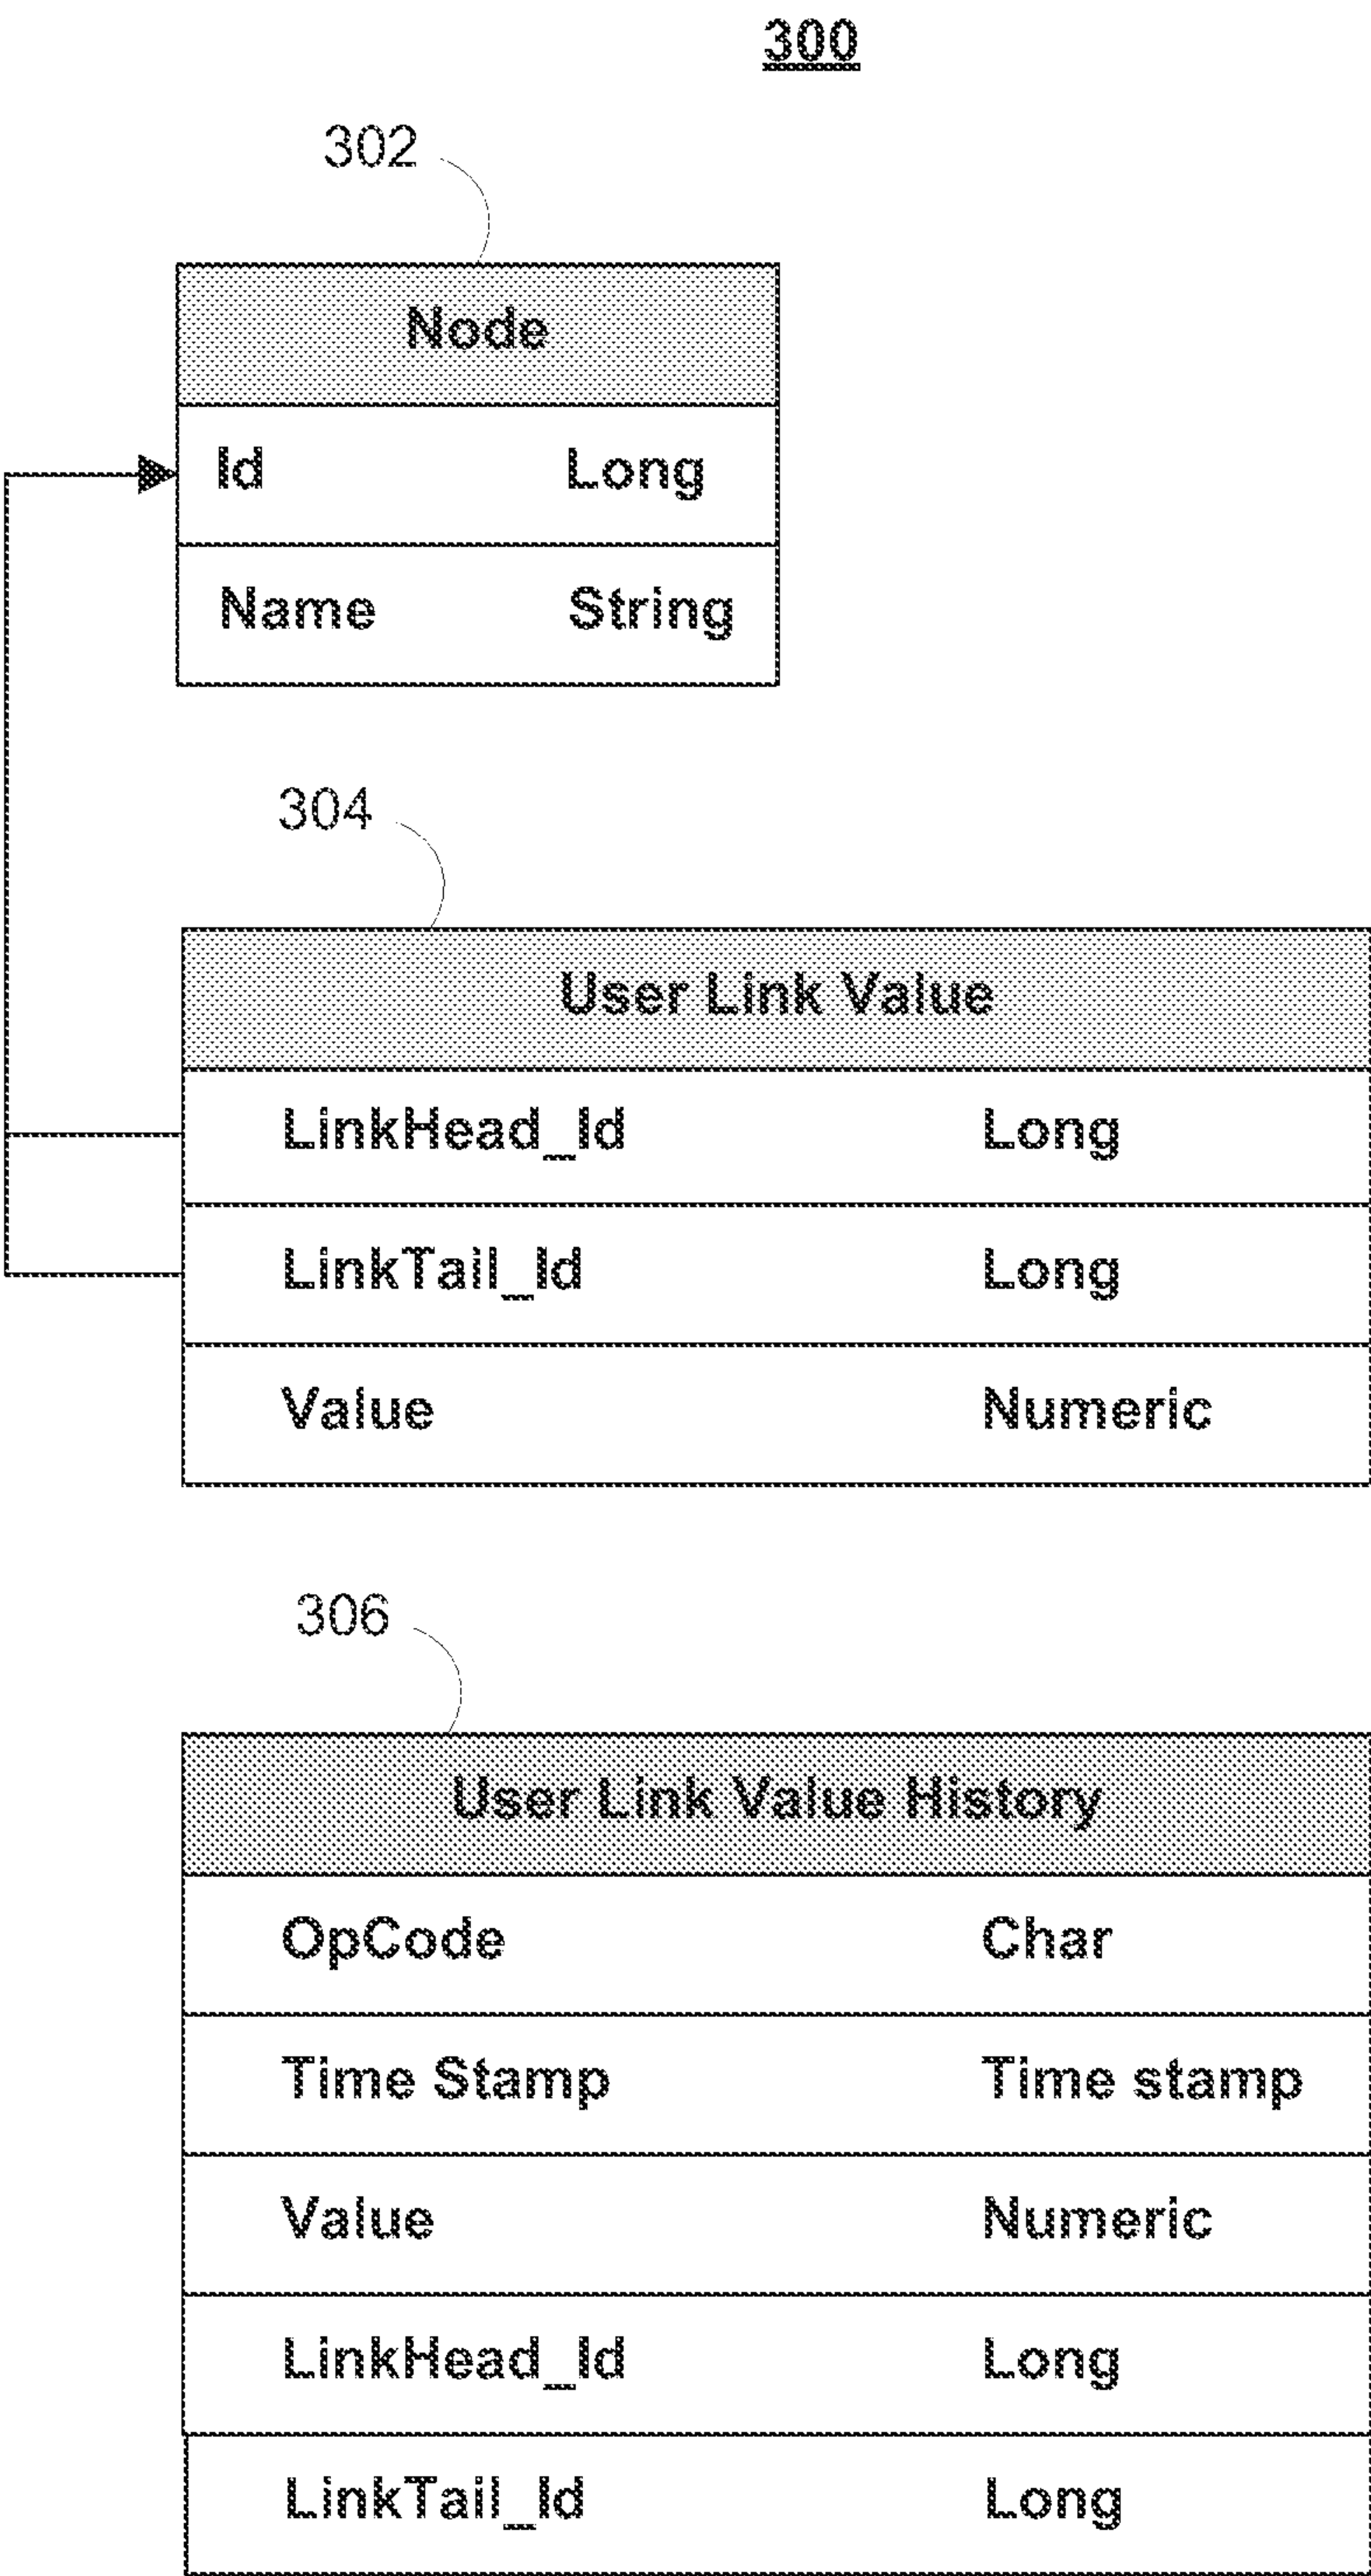 300
302
Node
Id Long
Name String
304
User Link Value
LinkHead_Id Long
LinkTail_Id Long
Value Numeric
306
User Link Value History
OpCode Char
Time Stamp Time stamp
Value Numeric
LinkHead_Id Long
LinkTail_Id Long